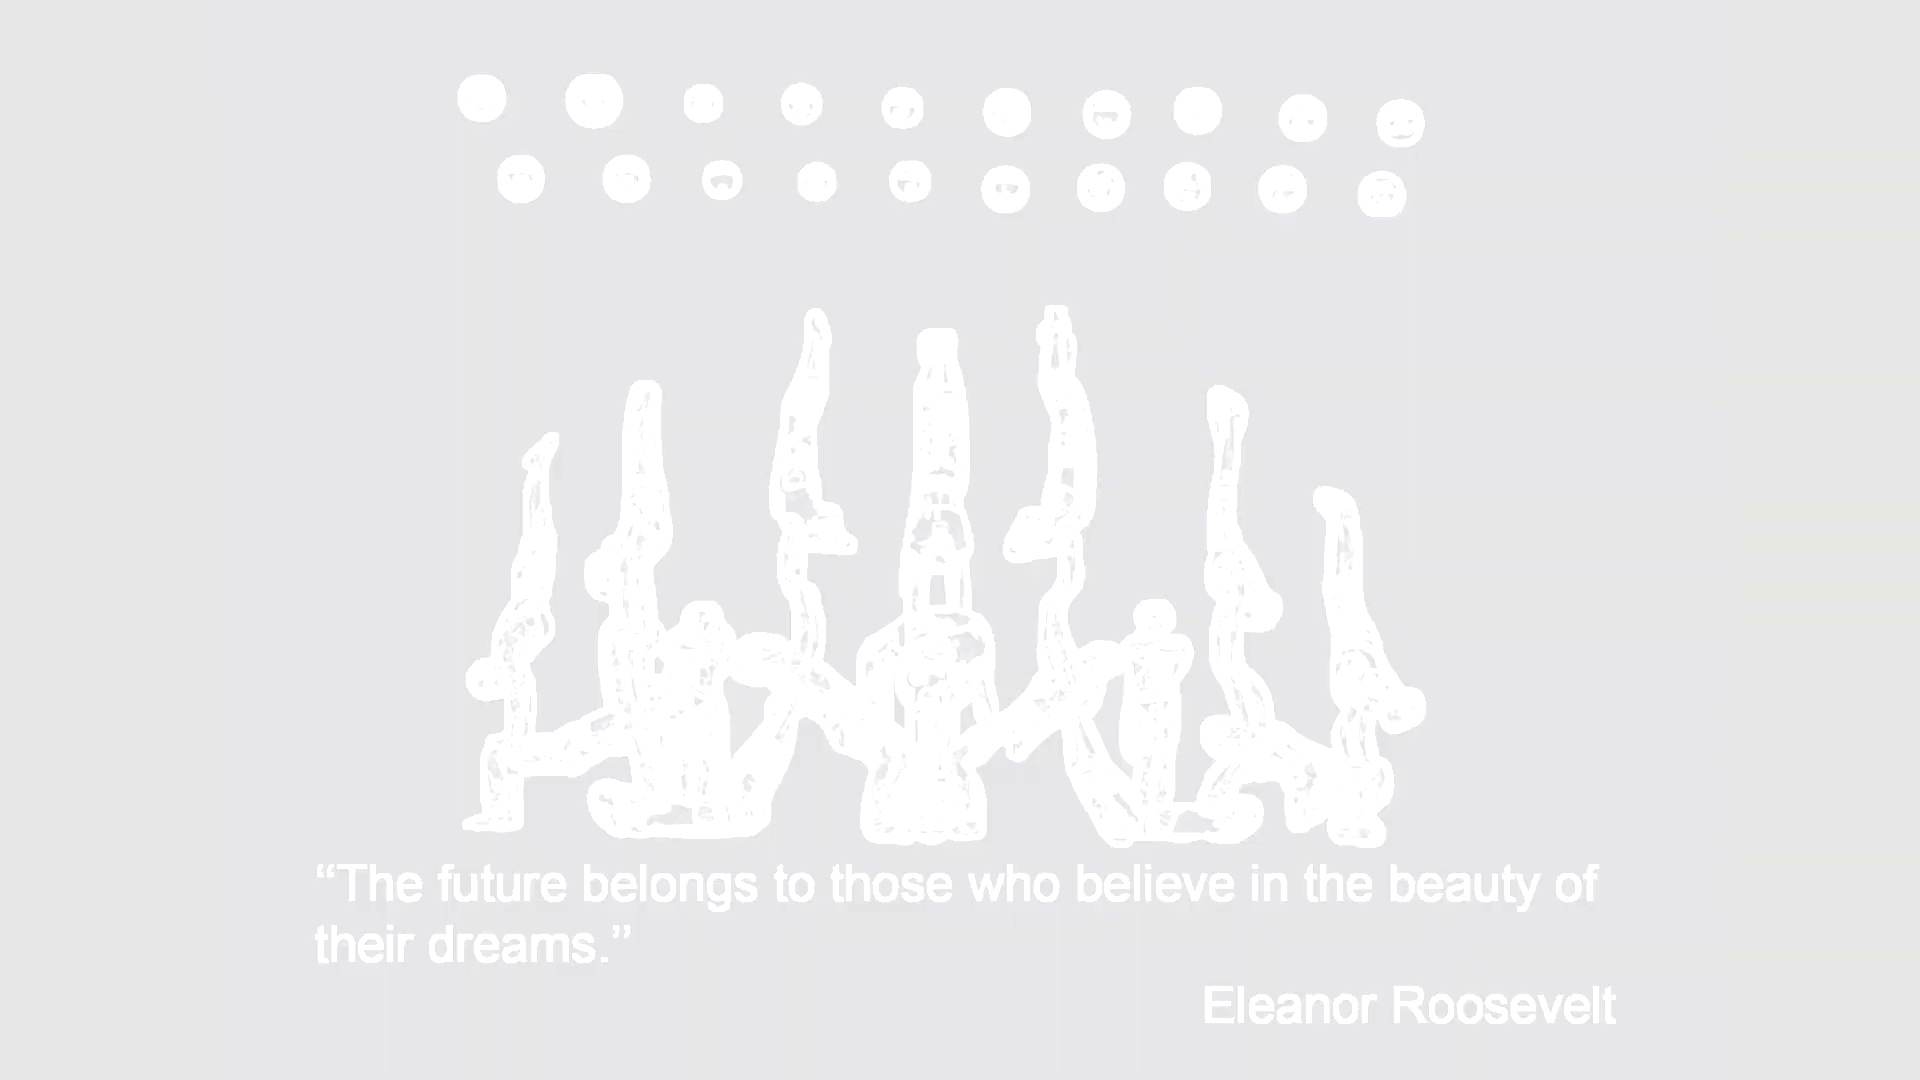 “The future belongs to those who believe in the beauty of
their dreams.”
Eleanor Roosevelt